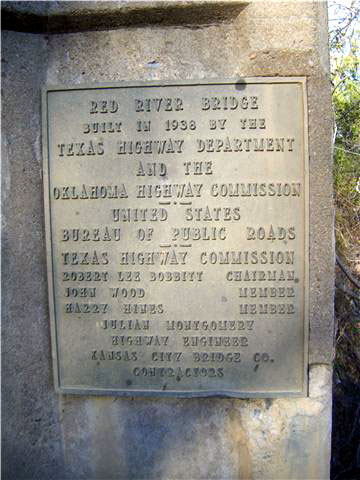 RED RIVER BRIDGE
BUILT IN 1938 BY THE
TEXAS HIGHWAY DEPARTMENT
AND THE
OKLAHOMA HIGHWAY COMMISSION
UNITED STATES
BUREAU OF PUBLIC ROADS
TEXAS HIGHWAY COMMISSION
ROBERT LEE BOBBITT CHAIRMAN
JOHN WOOD MEMBER
HARRY HINES MEMBER
JULIAN MONTGOMERY
HIGHWAY ENGINEER
KANSAS CITY BRIDGE CO.
CONTRACTORS